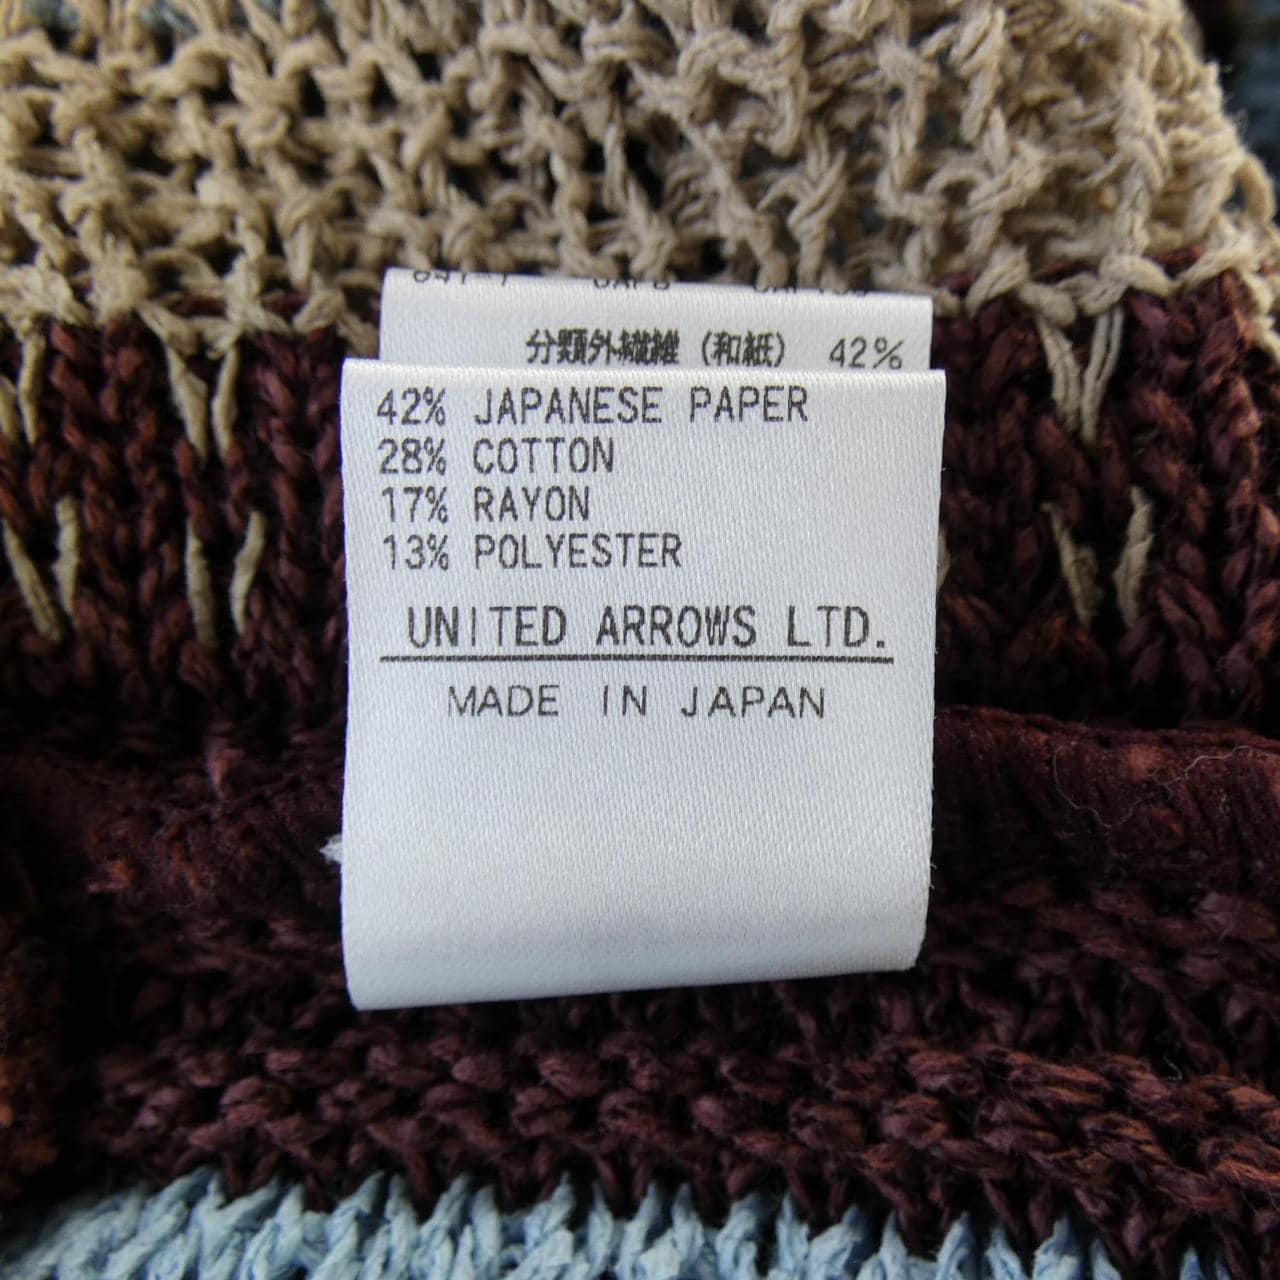 分類外繊維（和紙） 42%
42% JAPANESE PAPER
28% COTTON
17% RAYON
13% POLYESTER
UNITED ARROWS LTD.
MADE IN JAPAN